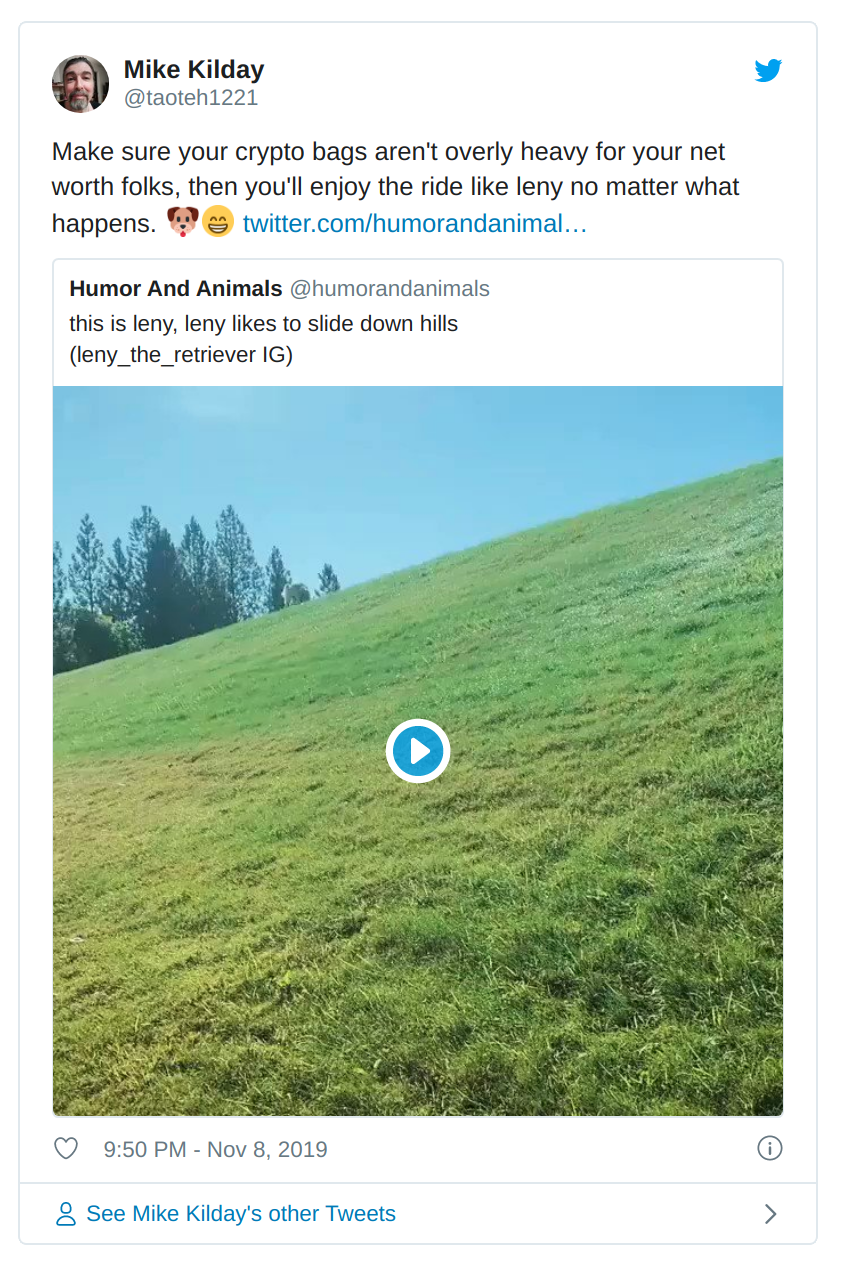 Mike Kilday
@taoteh1221
Make sure your crypto bags aren't overly heavy for your net
worth folks, then you'll enjoy the ride like leny no matter what
happens. 🐶😁 twitter.com/humorandanimal…
Humor And Animals @humorandanimals
this is leny, leny likes to slide down hills
(leny_the_retriever IG)
9:50 PM - Nov 8, 2019
See Mike Kilday's other Tweets